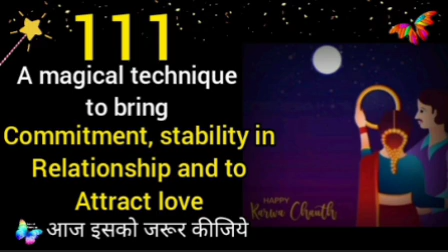 111
A magical technique
to bring
Commitment, stability in
Relationship and to
Attract love
आज इसको जरूर कीजिये
HAPPY
Karwa Chauth